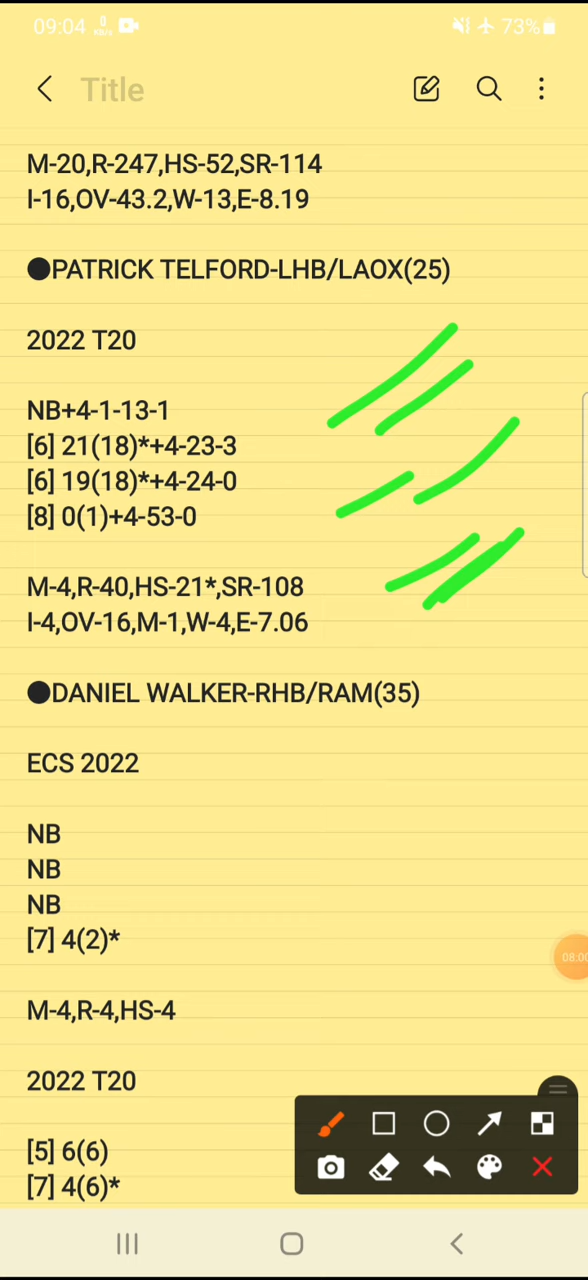 09:04 0 KB/s 73%
Title
M-20,R-247,HS-52,SR-114
I-16,OV-43.2,W-13,E-8.19
●PATRICK TELFORD-LHB/LAOX(25)
2022 T20
NB+4-1-13-1
[6] 21(18)*+4-23-3
[6] 19(18)*+4-24-0
[8] 0(1)+4-53-0
M-4,R-40,HS-21*,SR-108
I-4,OV-16,M-1,W-4,E-7.06
●DANIEL WALKER-RHB/RAM(35)
ECS 2022
NB
NB
NB
[7] 4(2)*
08:00
M-4,R-4,HS-4
2022 T20
[5] 6(6)
[7] 4(6)*